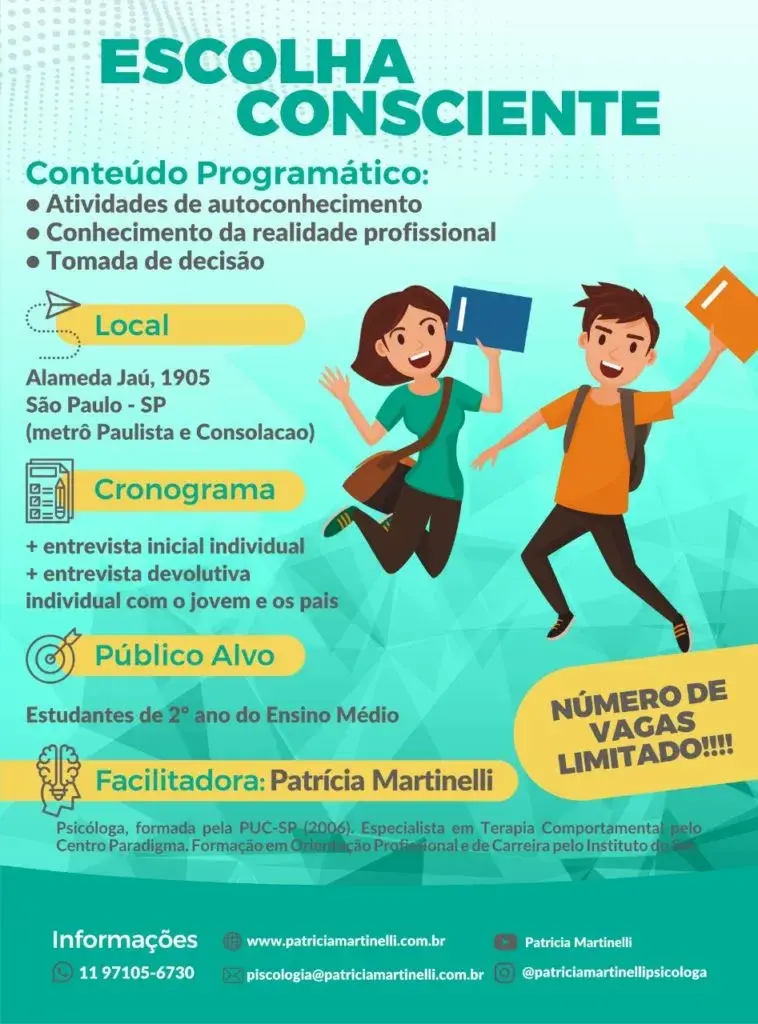 ESCOLHA
CONSCIENTE
Conteúdo Programático:
● Atividades de autoconhecimento
● Conhecimento da realidade profissional
● Tomada de decisão
Local
Alameda Jaú, 1905
São Paulo - SP
(metrô Paulista e Consolacao)
Cronograma
+ entrevista inicial individual
+ entrevista devolutiva
individual com o jovem e os pais
Público Alvo
Estudantes de 2º ano do Ensino Médio
NÚMERO DE
VAGAS
LIMITADO!!!!
Facilitadora: Patrícia Martinelli
Psicóloga, formada pela PUC-SP (2006). Especialista em Terapia Comportamental pelo
Centro Paradigma. Formação em Orientação Profissional e de Carreira pelo Instituto do
Informações
11 97105-6730
www.patriciamartinelli.com.br
piscologia@patriciamartinelli.com.br
Patricia Martinelli
@patriciamartinellipsicologa